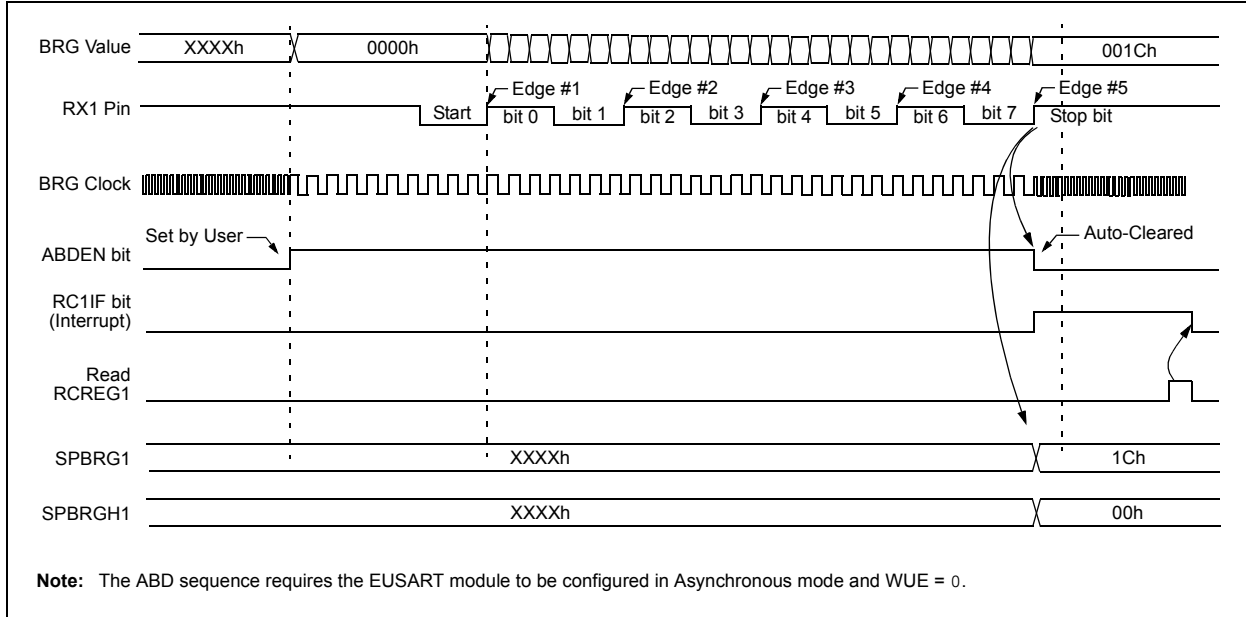 BRG Value XXXXh 0000h 001Ch
Edge #1 Edge #2 Edge #3 Edge #4 Edge #5
RX1 Pin Start bit 0 bit 1 bit 2 bit 3 bit 4 bit 5 bit 6 bit 7 Stop bit
BRG Clock
Set by User Auto-Cleared
ABDEN bit
RC1IF bit
(Interrupt)
Read
RCREG1
SPBRG1 XXXXh 1Ch
SPBRGH1 XXXXh 00h
Note: The ABD sequence requires the EUSART module to be configured in Asynchronous mode and WUE = 0.